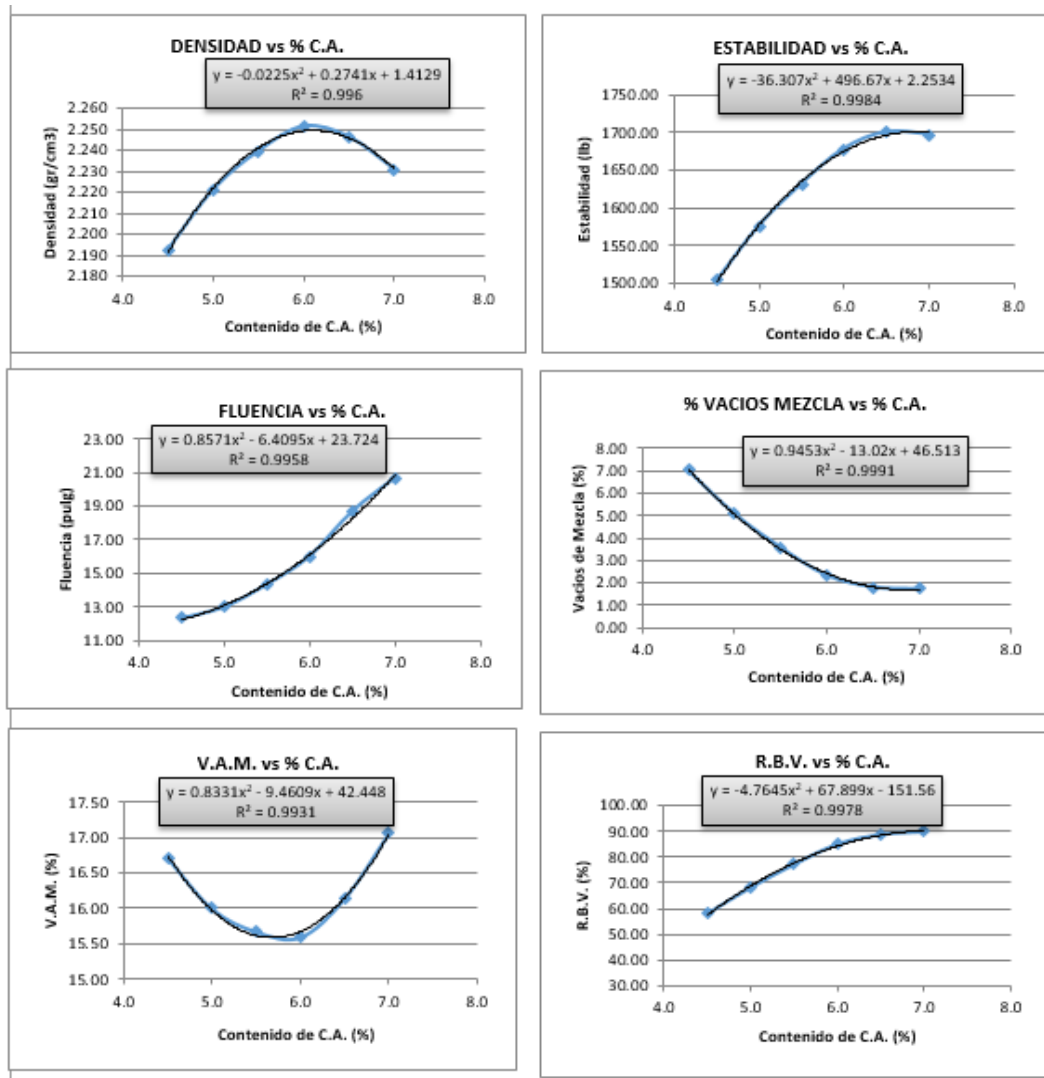 DENSIDAD vs % C.A.
y = -0.0225x² + 0.2741x + 1.4129
R² = 0.996
Densidad (gr/cm3)
2.260
2.250
2.240
2.230
2.220
2.210
2.200
2.190
2.180
4.0 5.0 6.0 7.0 8.0
Contenido de C.A. (%)
ESTABILIDAD vs % C.A.
y = -36.307x² + 496.67x + 2.2534
R² = 0.9984
Estabilidad (lb)
1750.00
1700.00
1650.00
1600.00
1550.00
1500.00
4.0 5.0 6.0 7.0 8.0
Contenido de C.A. (%)
FLUENCIA vs % C.A.
y = 0.8571x² - 6.4095x + 23.724
R² = 0.9958
Fluencia (pulg)
23.00
21.00
19.00
17.00
15.00
13.00
11.00
4.0 5.0 6.0 7.0 8.0
Contenido de C.A. (%)
% VACIOS MEZCLA vs % C.A.
y = 0.9453x² - 13.02x + 46.513
R² = 0.9991
Vacios de Mezcla (%)
8.00
7.00
6.00
5.00
4.00
3.00
2.00
1.00
0.00
4.0 5.0 6.0 7.0 8.0
Contenido de C.A. (%)
V.A.M. vs % C.A.
y = 0.8331x² - 9.4609x + 42.448
R² = 0.9931
V.A.M. (%)
17.50
17.00
16.50
16.00
15.50
15.00
4.0 5.0 6.0 7.0 8.0
Contenido de C.A. (%)
R.B.V. vs % C.A.
y = -4.7645x² + 67.899x - 151.56
R² = 0.9978
R.B.V. (%)
100.00
90.00
80.00
70.00
60.00
50.00
40.00
30.00
4.0 5.0 6.0 7.0 8.0
Contenido de C.A. (%)